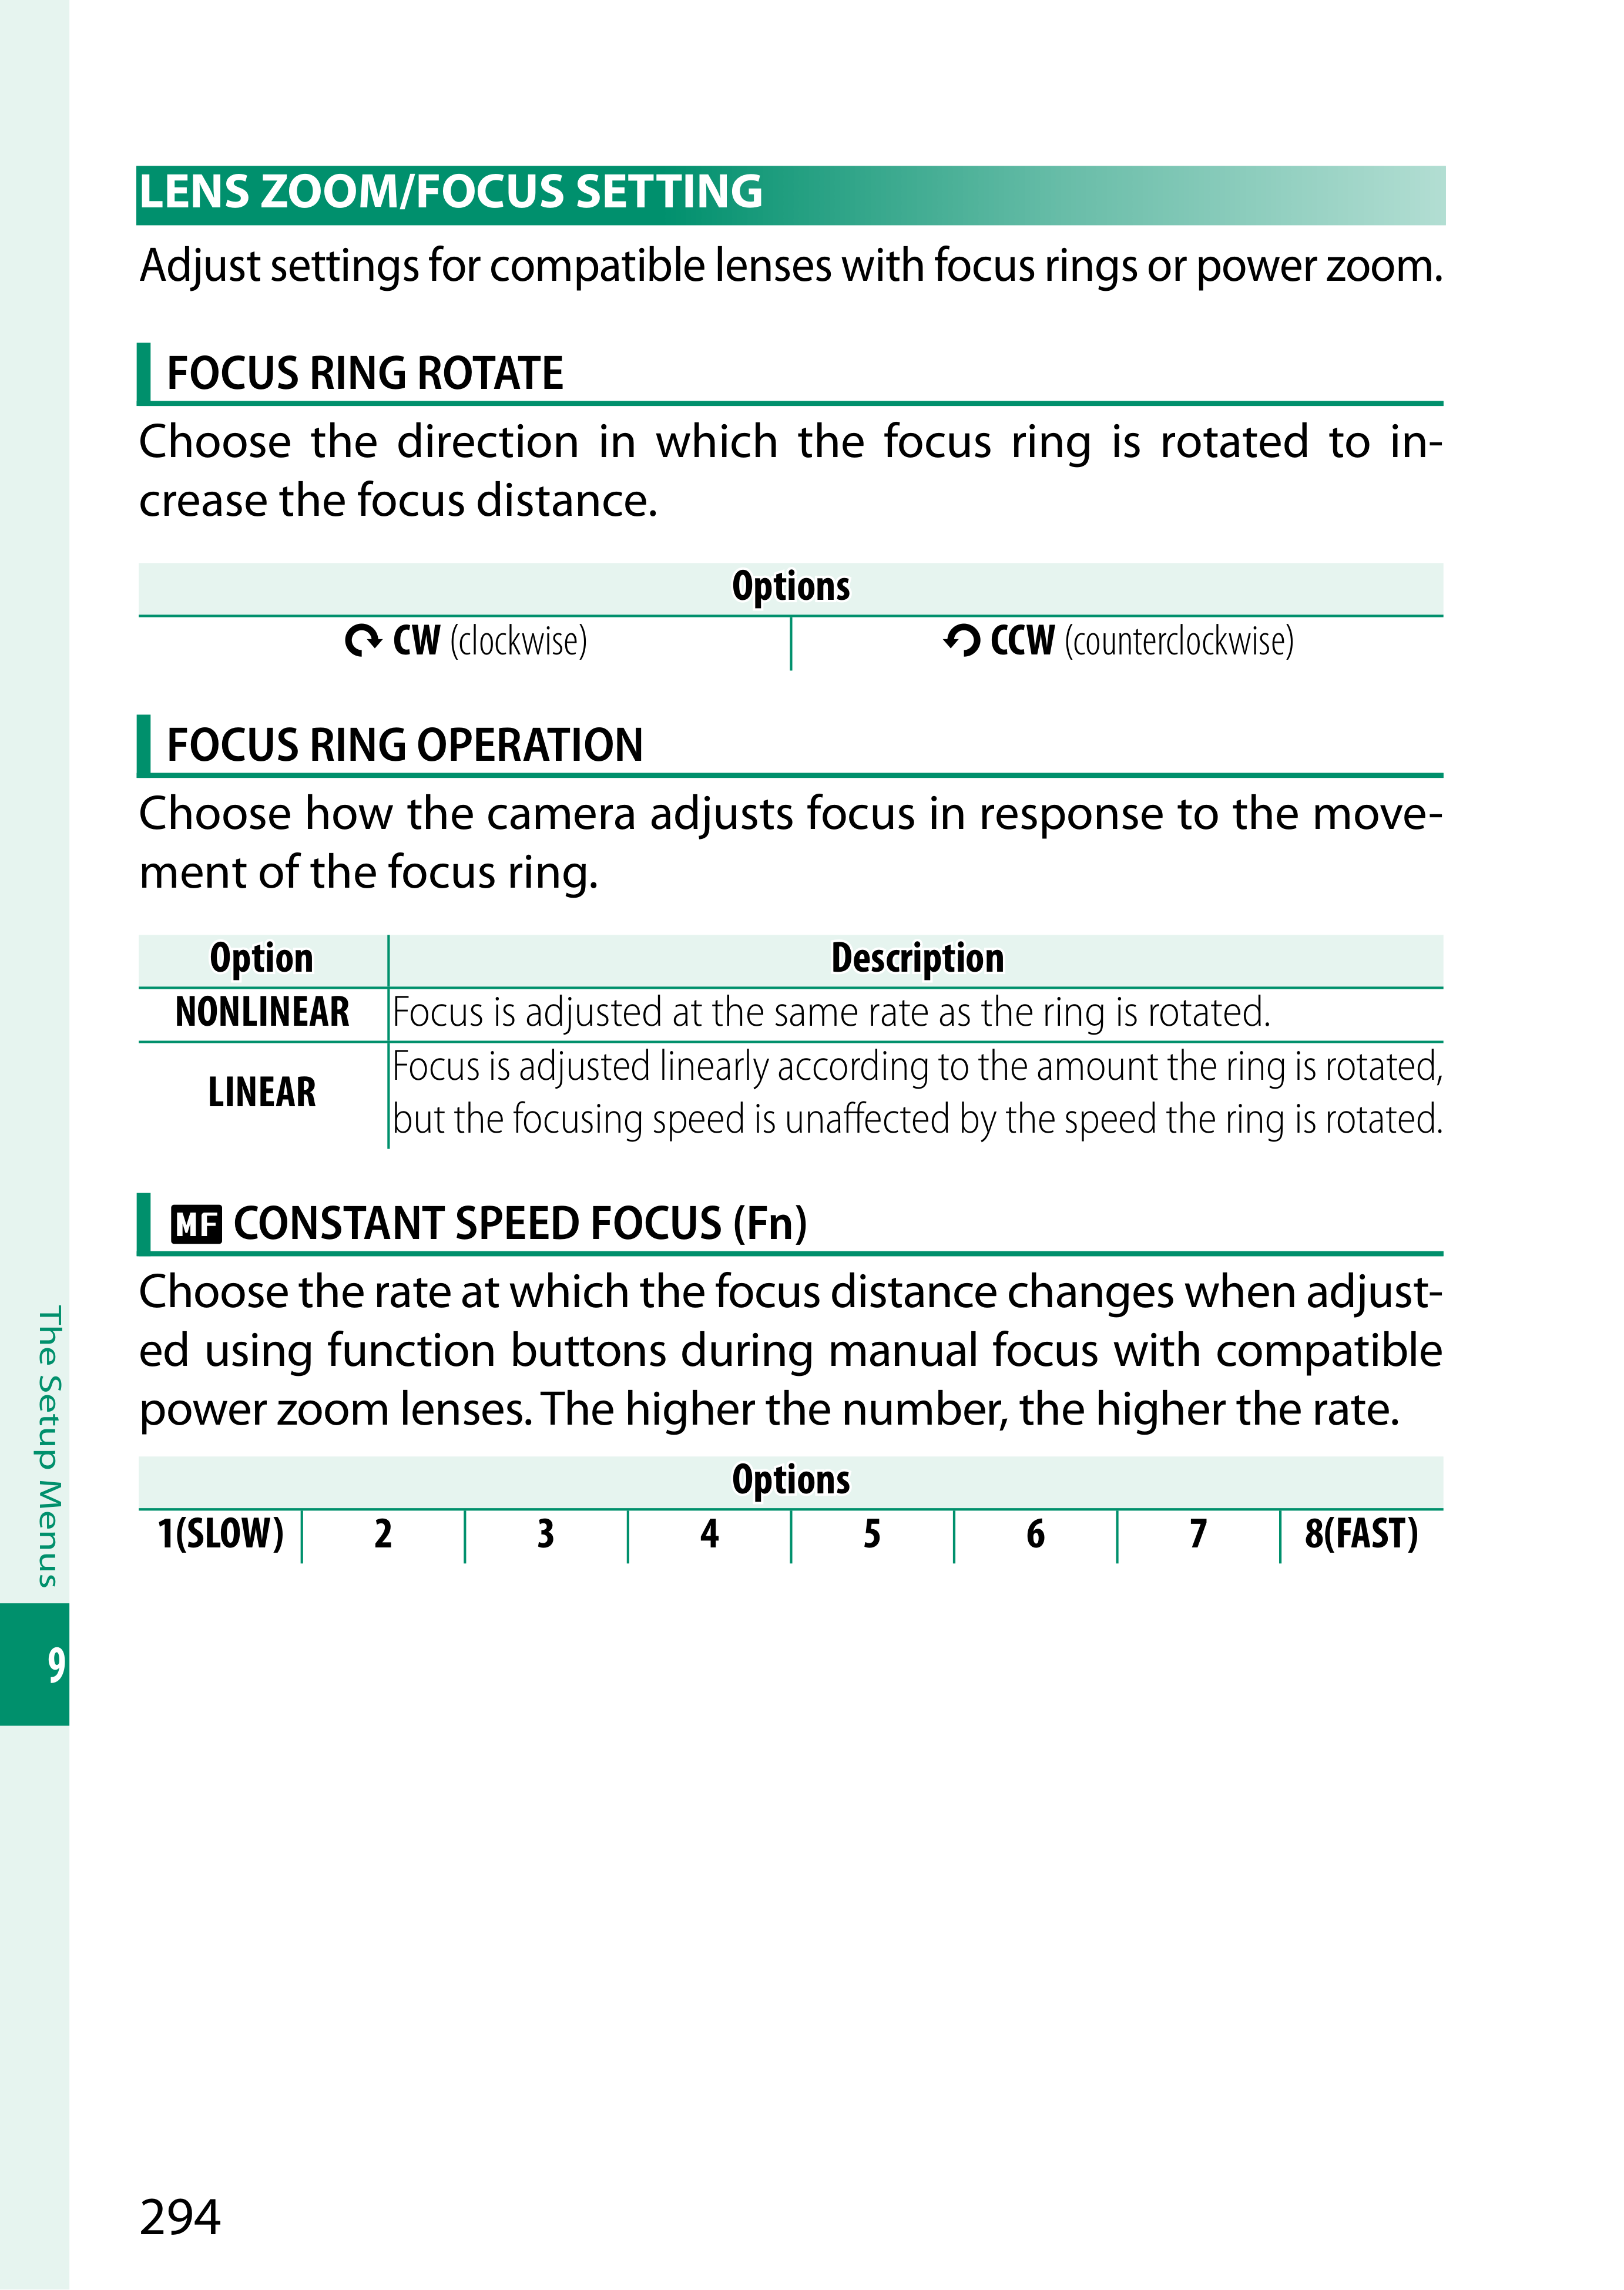 LENS ZOOM/FOCUS SETTING
Adjust settings for compatible lenses with focus rings or power zoom.
FOCUS RING ROTATE
Choose the direction in which the focus ring is rotated to in-
crease the focus distance.
Options
CW (clockwise) CCW (counterclockwise)
FOCUS RING OPERATION
Choose how the camera adjusts focus in response to the move-
ment of the focus ring.
Option Description
NONLINEAR Focus is adjusted at the same rate as the ring is rotated.
LINEAR Focus is adjusted linearly according to the amount the ring is rotated,
but the focusing speed is unaffected by the speed the ring is rotated.
MF CONSTANT SPEED FOCUS (Fn)
Choose the rate at which the focus distance changes when adjust-
ed using function buttons during manual focus with compatible
power zoom lenses. The higher the number, the higher the rate.
Options
1(SLOW) 2 3 4 5 6 7 8(FAST)
The Setup Menus
9
294